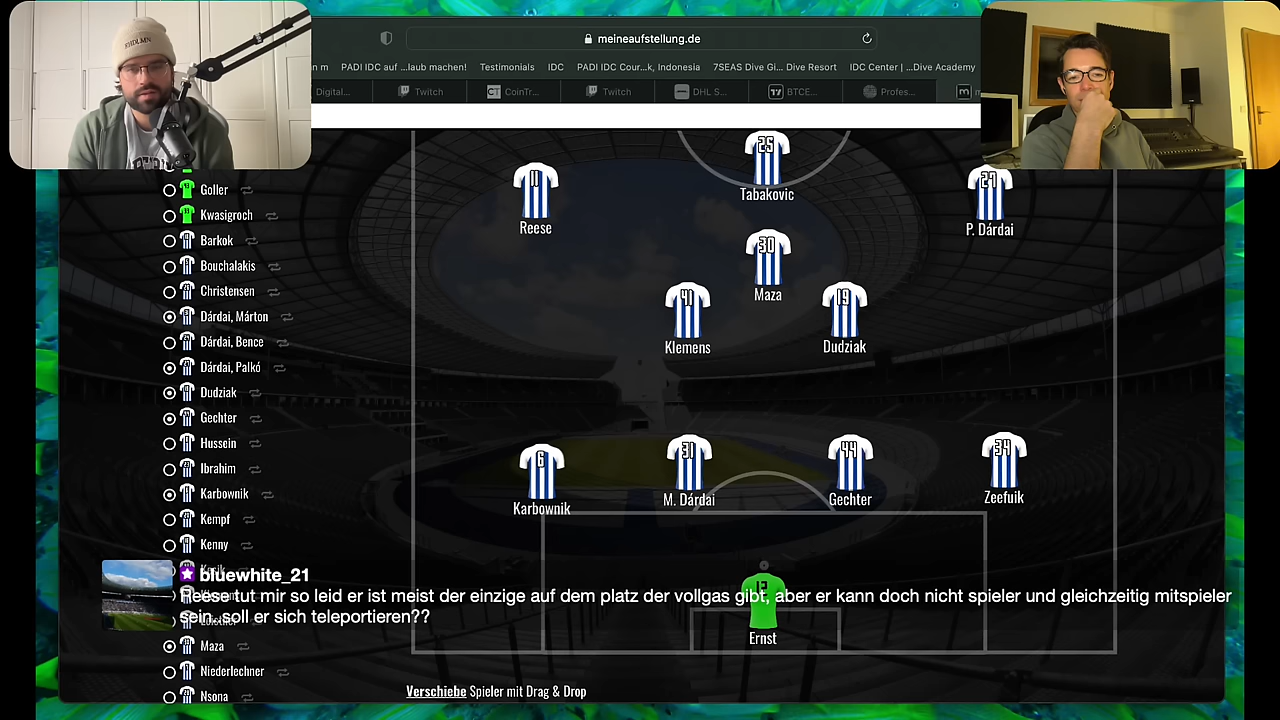 SHDLMN
meineaufstellung.de
n m
PADI IDC auf ...laub machen!
Testimonials
IDC
PADI IDC Cour...k, Indonesia
7SEAS Dive Gi... Dive Resort
IDC Center | ...Dive Academy
Digital...
Twitch
CT
CoinTr...
Twitch
DHL S...
17
BTCE...
Profes...
m
Goller
Kwasigroch
Barkok
Bouchalakis
Christensen
Dárdai, Márton
Dárdai, Bence
Dárdai, Palkó
Dudziak
Gechter
Hussein
Ibrahim
Karbownik
Kempf
Kenny
Maza
Niederlechner
Nsona
25
Tabakovic
11
Reese
27
P. Dárdai
30
Maza
41
Klemens
19
Dudziak
6
Karbownik
31
M. Dárdai
44
Gechter
34
Zeefuik
bluewhite_21
Reese tut mir so leid er ist meist der einzige auf dem platz der vollgas gibt, aber er kann doch nicht spieler und gleichzeitig mitspieler
sein. soll er sich teleportieren??
Ernst
Verschiebe Spieler mit Drag & Drop